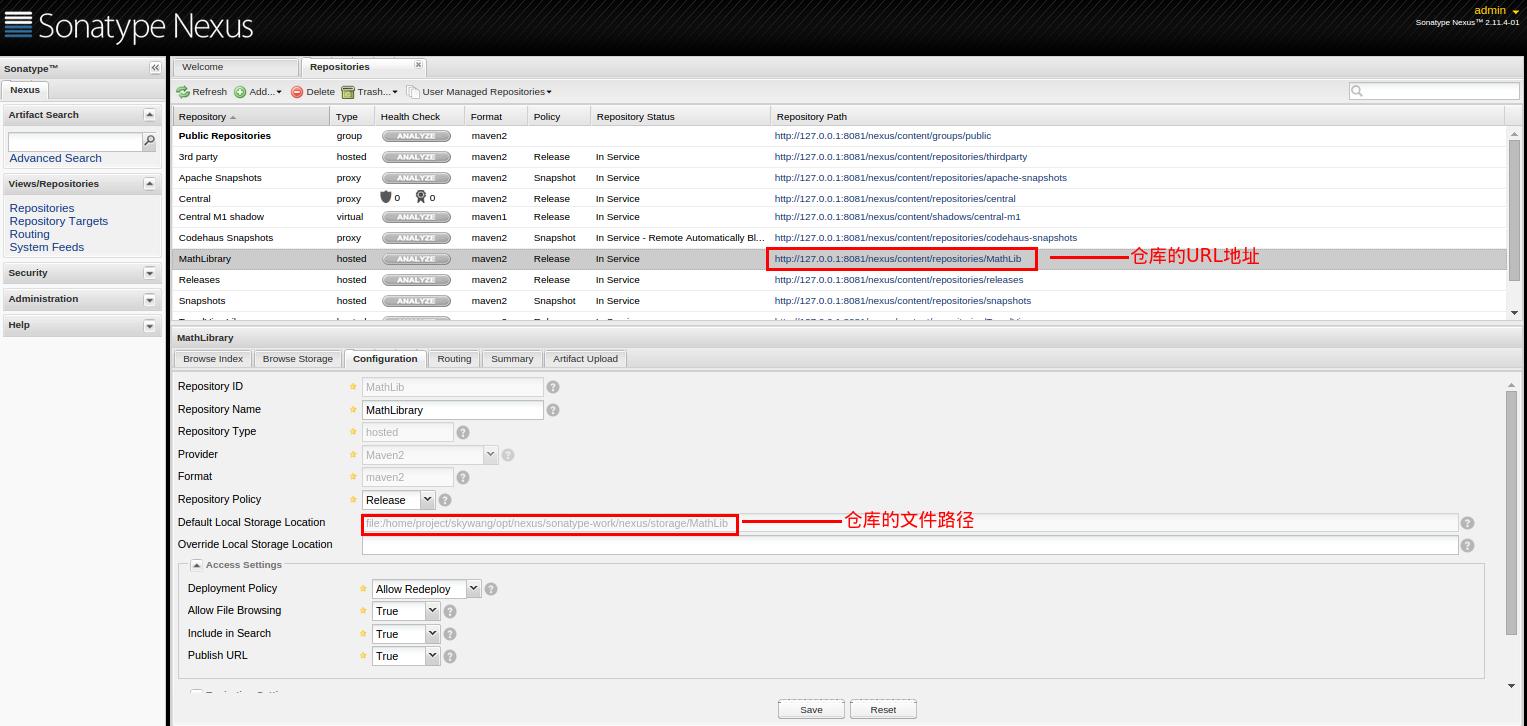 Sonatype Nexus
admin
Sonatype Nexus™ 2.11.4-01
Sonatype™
Nexus
Artifact Search
Advanced Search
Views/Repositories
Repositories
Repository Targets
Routing
System Feeds
Security
Administration
Help
Welcome
Repositories
Refresh Add... Delete Trash... User Managed Repositories
Repository Type Health Check Format Policy Repository Status Repository Path
Public Repositories group ANALYZE maven2 http://127.0.0.1:8081/nexus/content/groups/public
3rd party hosted ANALYZE maven2 Release In Service http://127.0.0.1:8081/nexus/content/repositories/thirdparty
Apache Snapshots proxy ANALYZE maven2 Snapshot In Service http://127.0.0.1:8081/nexus/content/repositories/apache-snapshots
Central proxy 0 0 maven2 Release In Service http://127.0.0.1:8081/nexus/content/repositories/central
Central M1 shadow virtual ANALYZE maven1 Release In Service http://127.0.0.1:8081/nexus/content/shadows/central-m1
Codehaus Snapshots proxy ANALYZE maven2 Snapshot In Service - Remote Automatically Bl... http://127.0.0.1:8081/nexus/content/repositories/codehaus-snapshots
MathLibrary hosted ANALYZE maven2 Release In Service http://127.0.0.1:8081/nexus/content/repositories/MathLib 仓库的URL地址
Releases hosted ANALYZE maven2 Release In Service http://127.0.0.1:8081/nexus/content/repositories/releases
Snapshots hosted ANALYZE maven2 Snapshot In Service http://127.0.0.1:8081/nexus/content/repositories/snapshots
MathLibrary
Browse Index Browse Storage Configuration Routing Summary Artifact Upload
Repository ID MathLib
Repository Name MathLibrary
Repository Type hosted
Provider Maven2
Format maven2
Repository Policy Release
Default Local Storage Location file:/home/project/skywang/opt/nexus/sonatype-work/nexus/storage/MathLib 仓库的文件路径
Override Local Storage Location
Access Settings
Deployment Policy Allow Redeploy
Allow File Browsing True
Include in Search True
Publish URL True
Save Reset